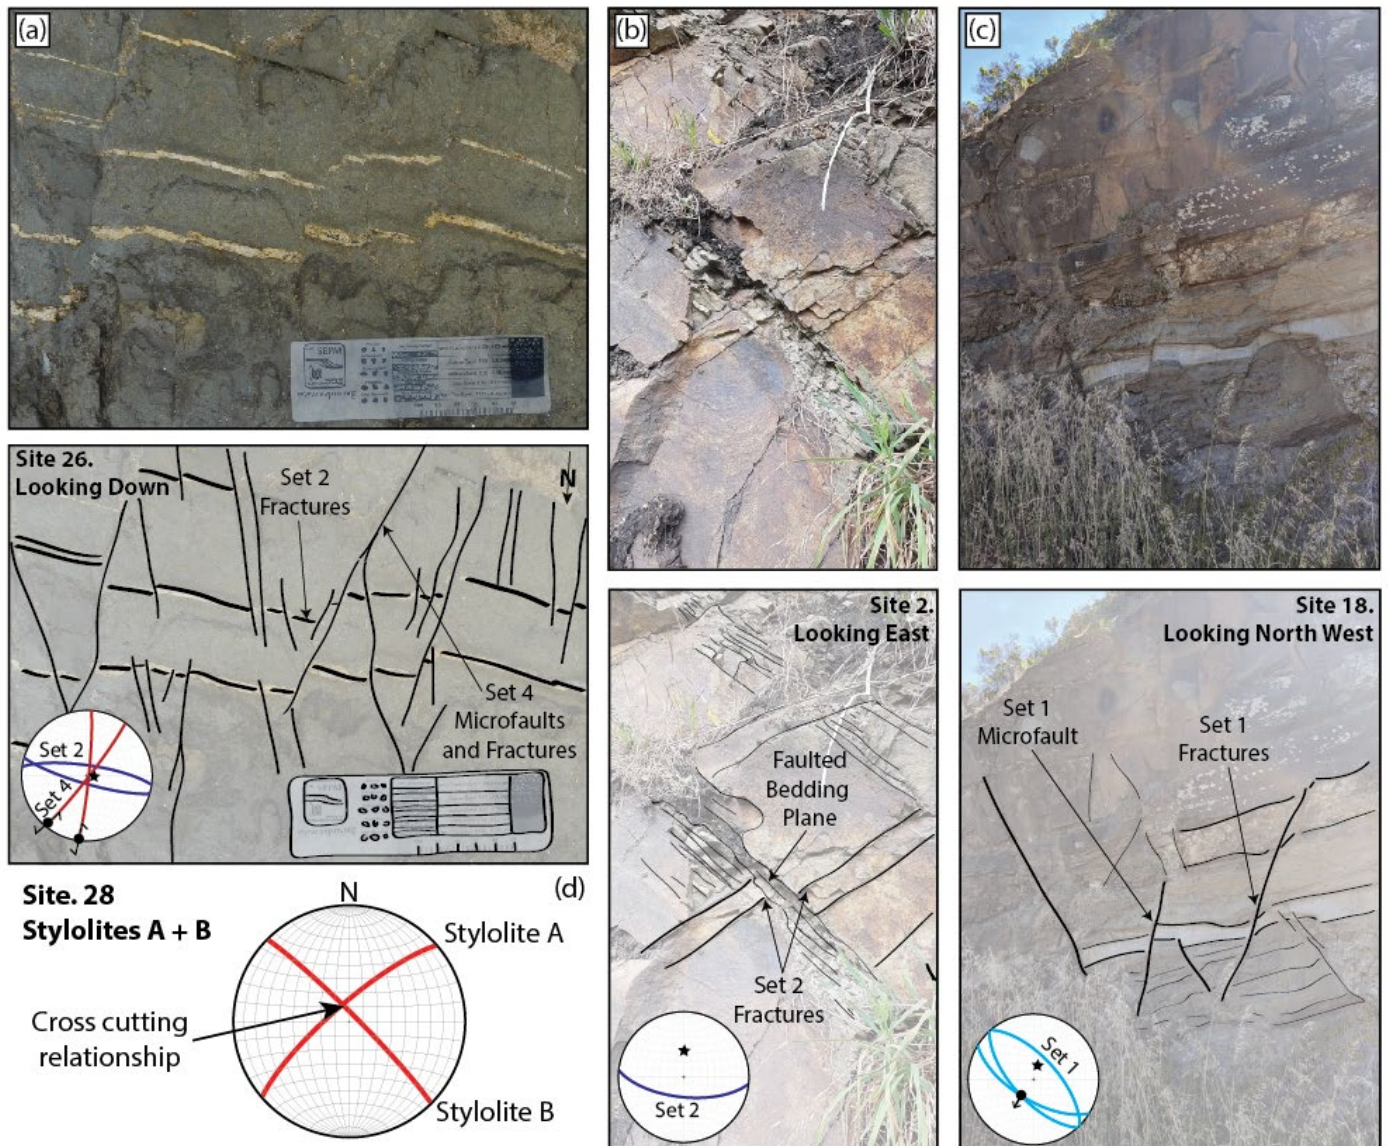 (a)
(b)
(c)
SEPM
Site 26.
Looking Down
N
Set 2
Fractures
Set 4
Microfaults
and Fractures
Set 2
Set 4
Site 2.
Looking East
Faulted
Bedding
Plane
Set 2
Fractures
Set 2
Site 18.
Looking North West
Set 1
Microfault
Set 1
Fractures
Set 1
Site. 28
Stylolites A + B
(d)
N
Stylolite A
Cross cutting
relationship
Stylolite B